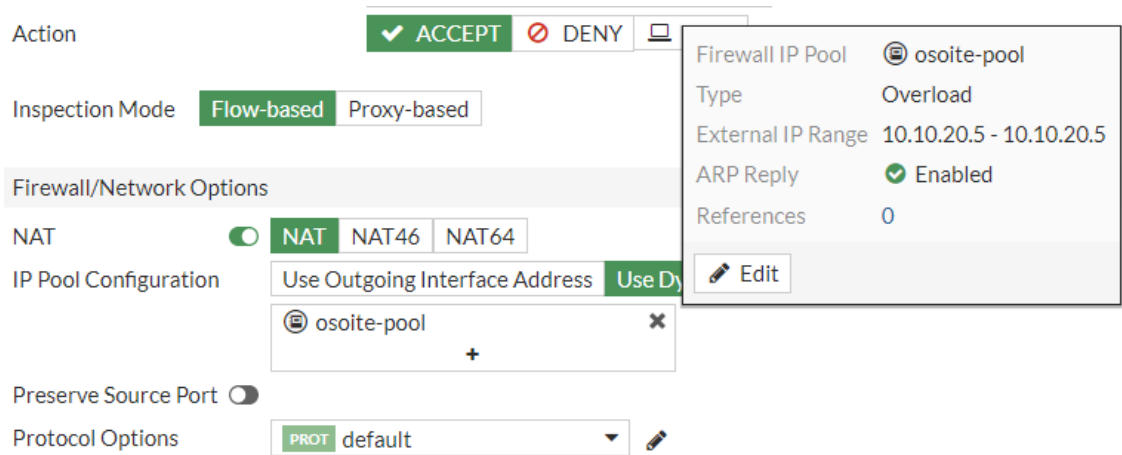 Action
ACCEPT DENY
Inspection Mode Flow-based Proxy-based
Firewall/Network Options
NAT NAT NAT46 NAT64
IP Pool Configuration Use Outgoing Interface Address Use Dy
osoite-pool
+
Preserve Source Port
Protocol Options PROT default
Firewall IP Pool osoite-pool
Type Overload
External IP Range 10.10.20.5 - 10.10.20.5
ARP Reply Enabled
References 0
Edit